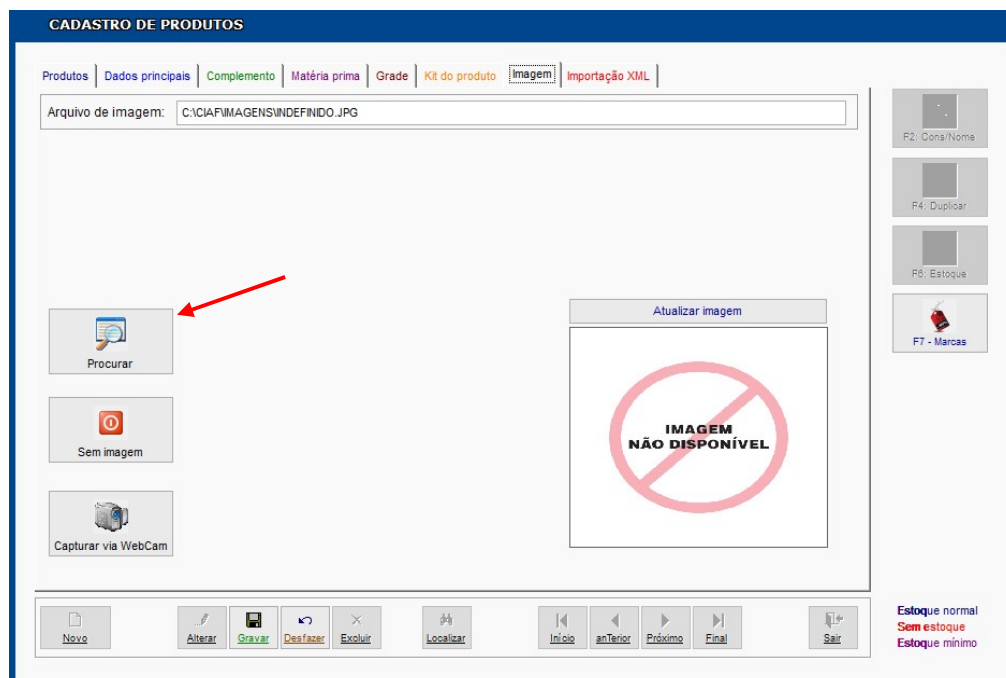 CADASTRO DE PRODUTOS
Produtos Dados principais Complemento Matéria prima Grade Kit do produto Imagem Importação XML
Arquivo de imagem: C:\CIAF\IMAGENS\INDEFINIDO.JPG
F2: Cons/Nome
F4: Duplicar
F6: Estoque
F7 - Marcas
Procurar
Sem imagem
Capturar via WebCam
Atualizar imagem
IMAGEM
NÃO DISPONÍVEL
Novo Alterar Gravar Desfazer Excluir Localizar Início anTerior Próximo Final Sair
Estoque normal
Sem estoque
Estoque mínimo